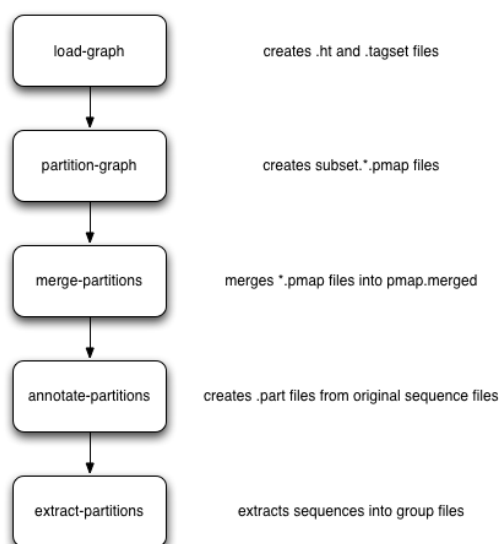 load-graph creates .ht and .tagset files
partition-graph creates subset.*.pmap files
merge-partitions merges *.pmap files into pmap.merged
annotate-partitions creates .part files from original sequence files
extract-partitions extracts sequences into group files